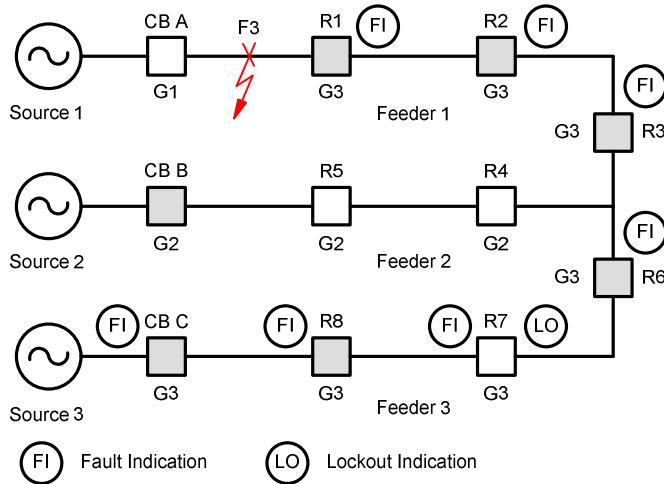 CB A F3 R1 FI R2 FI
Source 1 G1 G3 Feeder 1 G3
FI
G3 R3
CB B R5 R4
Source 2 G2 G2 Feeder 2 G2
FI
G3 R6
FI CB C FI R8 FI R7 LO
Source 3 G3 G3 Feeder 3 G3
FI Fault Indication LO Lockout Indication